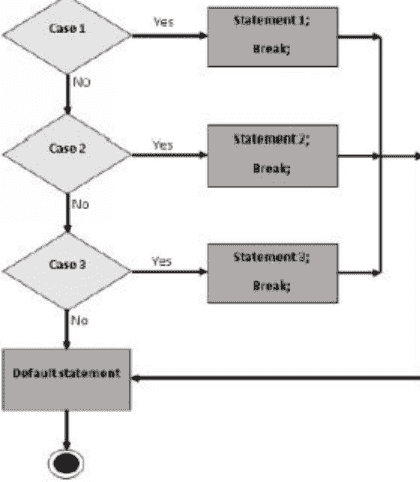 Case 1
Yes
Statement 1;
Break;
No
Case 2
Yes
Statement 2;
Break;
No
Case 3
Yes
Statement 3;
Break;
No
Default statement